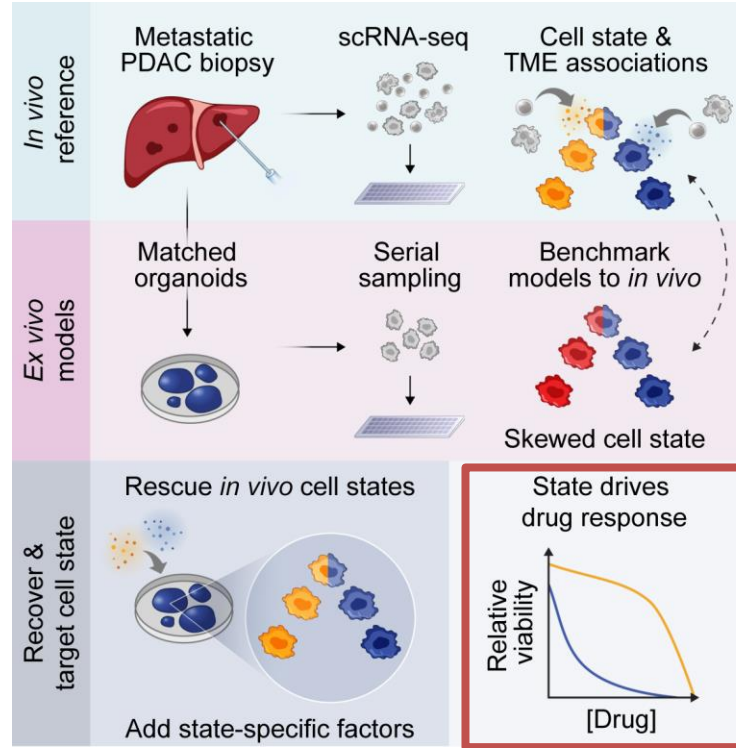 In vivo
reference
Metastatic
PDAC biopsy
scRNA-seq
Cell state &
TME associations
Ex vivo
models
Matched
organoids
Serial
sampling
Benchmark
models to in vivo
Skewed cell state
Recover &
target cell state
Rescue in vivo cell states
Add state-specific factors
State drives
drug response
Relative
viability
[Drug]